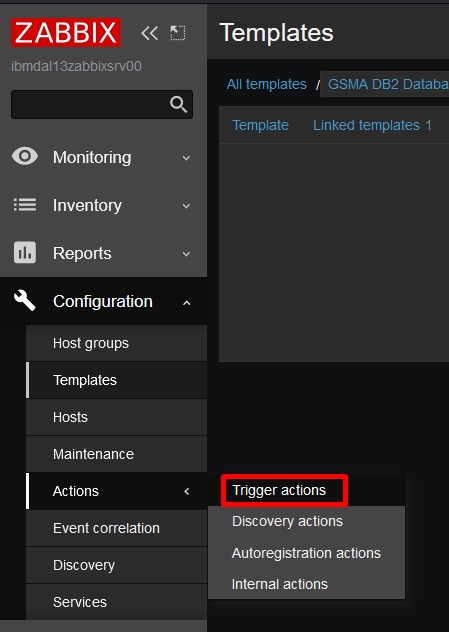 ZABBIX
ibmdal13zabbixsrv00
Monitoring
Inventory
Reports
Configuration
Host groups
Templates
Hosts
Maintenance
Actions
Event correlation
Discovery
Services
Templates
All templates / GSMA DB2 Databa
Template Linked templates 1
Trigger actions
Discovery actions
Autoregistration actions
Internal actions